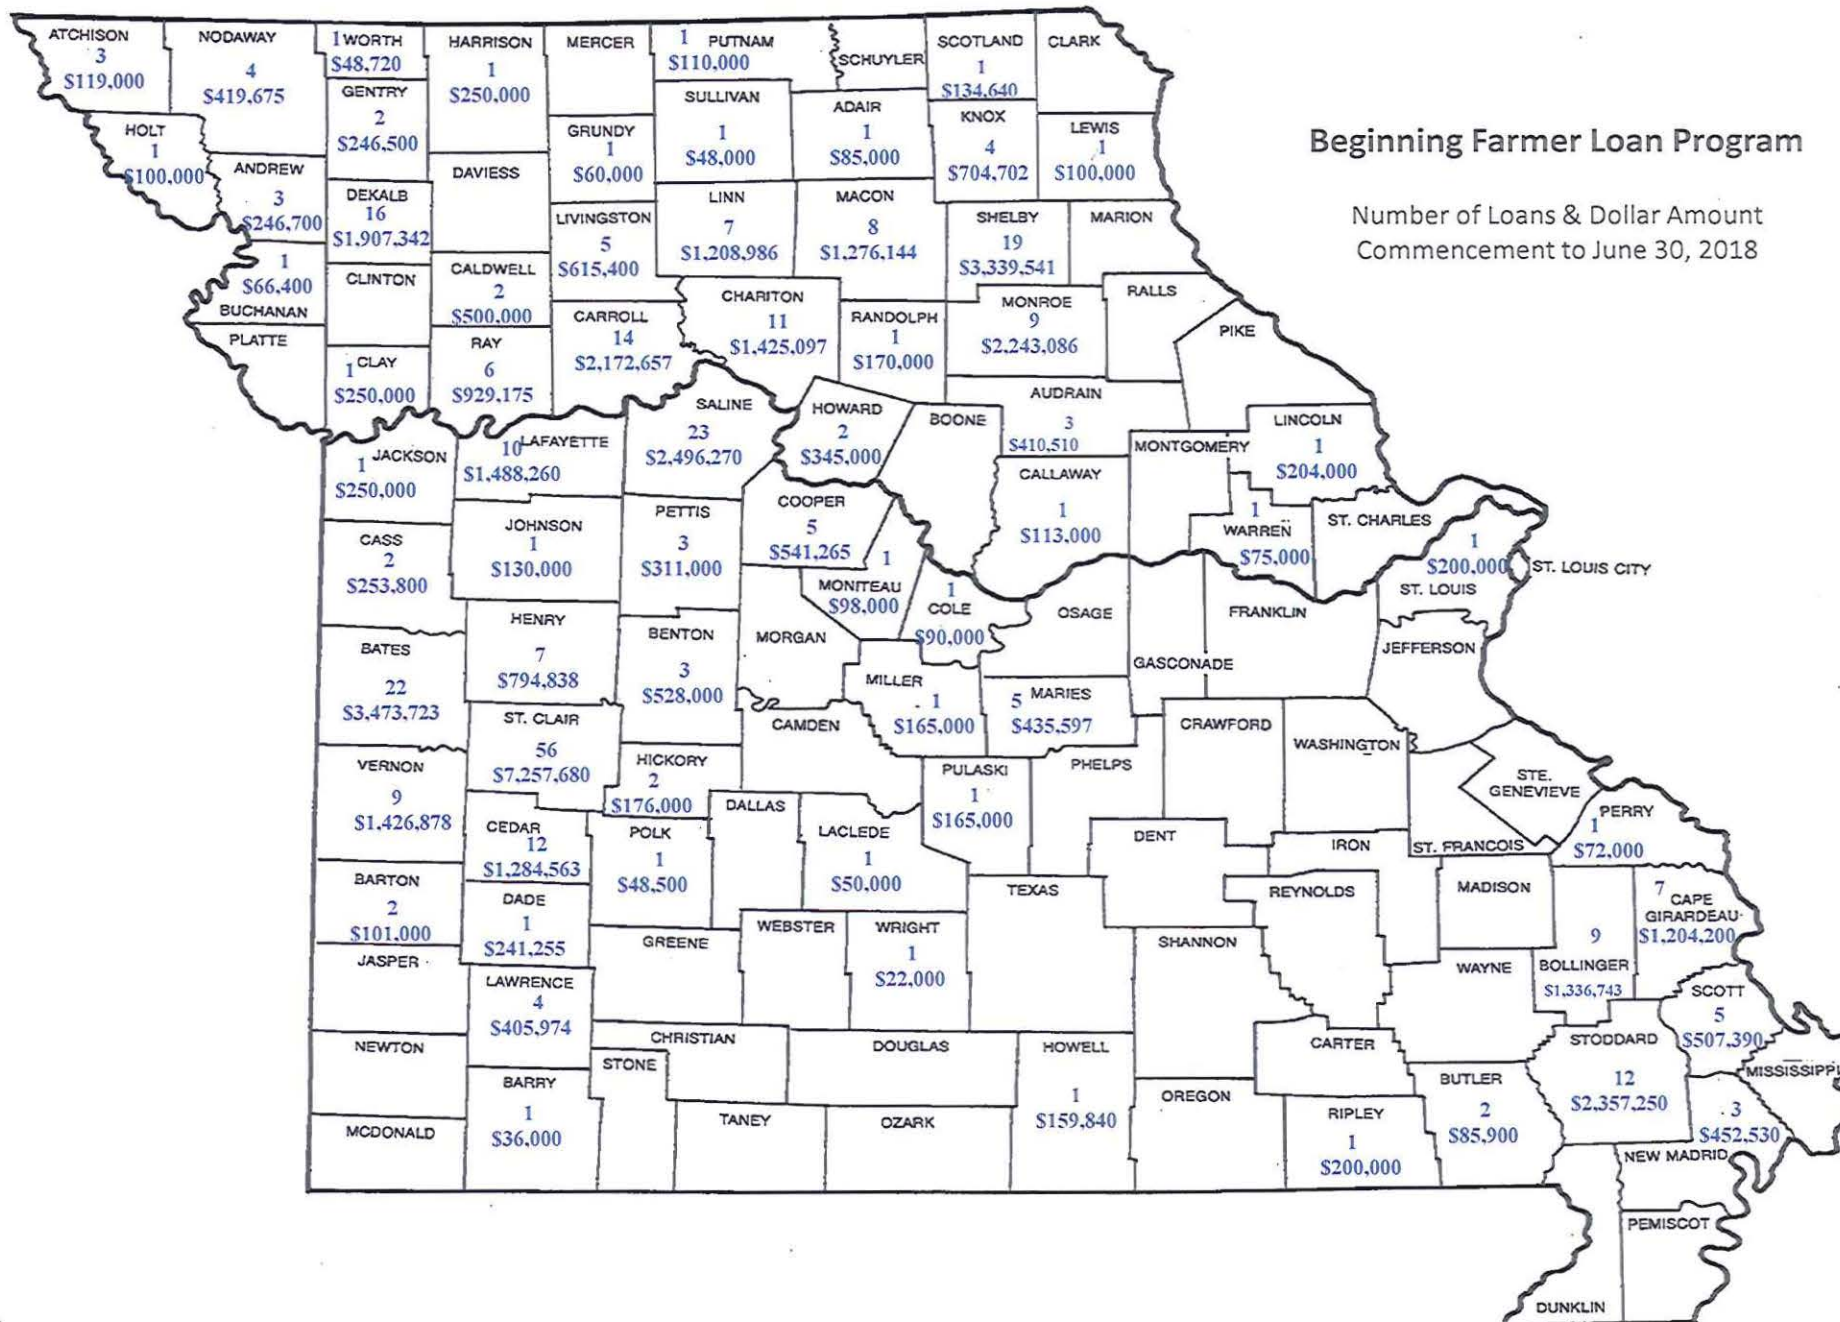 Beginning Farmer Loan Program
Number of Loans & Dollar Amount
Commencement to June 30, 2018
ATCHISON
3
$119,000
NODAWAY
4
$419,675
1 WORTH
$48,720
HARRISON
1
$250,000
MERCER
1 PUTNAM
$110,000
SCHUYLER
SCOTLAND
1
$134,640
CLARK
GENTRY
2
$246,500
SULLIVAN
1
$48,000
ADAIR
1
$85,000
KNOX
4
$704,702
LEWIS
1
$100,000
HOLT
1
$100,000
ANDREW
3
$246,700
DEKALB
16
$1,907,342
DAVIESS
GRUNDY
1
$60,000
LIVINGSTON
5
$615,400
LINN
7
$1,208,986
MACON
8
$1,276,144
SHELBY
19
$3,339,541
MARION
1
$66,400
BUCHANAN
CLINTON
CALDWELL
2
$500,000
CARROLL
14
$2,172,657
CHARITON
11
$1,425,097
RANDOLPH
1
$170,000
MONROE
9
$2,243,086
RALLS
PIKE
PLATTE
1 CLAY
$250,000
RAY
6
$929,175
SALINE
23
$2,496,270
HOWARD
2
$345,000
BOONE
AUDRAIN
3
$410,510
MONTGOMERY
LINCOLN
1
$204,000
1 JACKSON
$250,000
10 LAFAYETTE
$1,488,260
COOPER
5
$541,265
CALLAWAY
1
$113,000
1
WARREN
$75,000
ST. CHARLES
1
$200,000
ST. LOUIS
ST. LOUIS CITY
CASS
2
$253,800
JOHNSON
1
$130,000
PETTIS
3
$311,000
1
MONITEAU
$98,000
1
COLE
$90,000
OSAGE
GASCONADE
FRANKLIN
JEFFERSON
BATES
22
$3,473,723
HENRY
7
$794,838
BENTON
3
$528,000
MORGAN
MILLER
1
$165,000
5 MARIES
$435,597
CAMDEN
CRAWFORD
WASHINGTON
STE.
GENEVIEVE
VERNON
9
$1,426,878
ST. CLAIR
56
$7,257,680
HICKORY
2
$176,000
DALLAS
PULASKI
1
$165,000
PHELPS
DENT
IRON
ST. FRANCOIS
PERRY
1
$72,000
CEDAR
12
$1,284,563
POLK
1
$48,500
LACLEDE
1
$50,000
TEXAS
REYNOLDS
MADISON
7
CAPE
GIRARDEAU
$1,204,200
BARTON
2
$101,000
DADE
1
$241,255
GREENE
WEBSTER
WRIGHT
1
$22,000
SHANNON
WAYNE
9
BOLLINGER
$1,336,743
JASPER
LAWRENCE
4
$405,974
SCOTT
5
$507,390
NEWTON
CHRISTIAN
DOUGLAS
HOWELL
1
$159,840
CARTER
STODDARD
12
$2,357,250
MISSISSIPPI
STONE
BARRY
1
$36,000
MCDONALD
TANEY
OZARK
OREGON
RIPLEY
1
$200,000
BUTLER
2
$85,900
3
$452,530
NEW MADRID
PEMISCOT
DUNKLIN